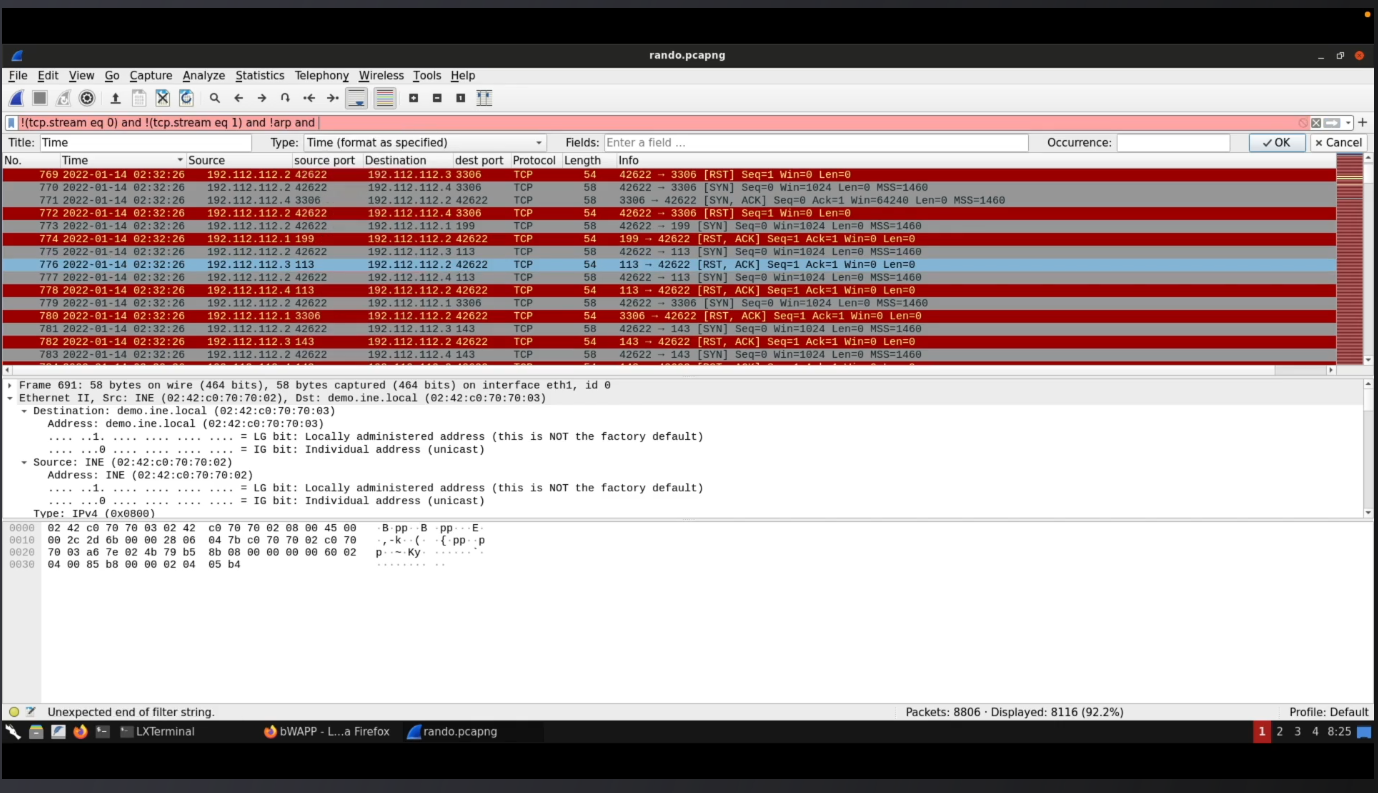 rando.pcapng
File Edit View Go Capture Analyze Statistics Telephony Wireless Tools Help
!(tcp.stream eq 0) and !(tcp.stream eq 1) and !arp and
Title: Time Type: Time (format as specified) Fields: Enter a field ... Occurrence: OK Cancel
No. Time Source source port Destination dest port Protocol Length Info
769 2022-01-14 02:32:26 192.112.112.2 42622 192.112.112.3 3306 TCP 54 42622 → 3306 [RST] Seq=1 Win=0 Len=0
770 2022-01-14 02:32:26 192.112.112.2 42622 192.112.112.4 3306 TCP 58 42622 → 3306 [SYN] Seq=0 Win=1024 Len=0 MSS=1460
771 2022-01-14 02:32:26 192.112.112.4 3306 192.112.112.2 42622 TCP 58 3306 → 42622 [SYN, ACK] Seq=0 Ack=1 Win=64240 Len=0 MSS=1460
772 2022-01-14 02:32:26 192.112.112.2 42622 192.112.112.4 3306 TCP 54 42622 → 3306 [RST] Seq=1 Win=0 Len=0
773 2022-01-14 02:32:26 192.112.112.2 42622 192.112.112.1 199 TCP 58 42622 → 199 [SYN] Seq=0 Win=1024 Len=0 MSS=1460
774 2022-01-14 02:32:26 192.112.112.1 199 192.112.112.2 42622 TCP 54 199 → 42622 [RST, ACK] Seq=1 Ack=1 Win=0 Len=0
775 2022-01-14 02:32:26 192.112.112.2 42622 192.112.112.3 113 TCP 58 42622 → 113 [SYN] Seq=0 Win=1024 Len=0 MSS=1460
776 2022-01-14 02:32:26 192.112.112.3 113 192.112.112.2 42622 TCP 54 113 → 42622 [RST, ACK] Seq=1 Ack=1 Win=0 Len=0
777 2022-01-14 02:32:26 192.112.112.2 42622 192.112.112.4 113 TCP 58 42622 → 113 [SYN] Seq=0 Win=1024 Len=0 MSS=1460
778 2022-01-14 02:32:26 192.112.112.4 113 192.112.112.2 42622 TCP 54 113 → 42622 [RST, ACK] Seq=1 Ack=1 Win=0 Len=0
779 2022-01-14 02:32:26 192.112.112.2 42622 192.112.112.1 3306 TCP 58 42622 → 3306 [SYN] Seq=0 Win=1024 Len=0 MSS=1460
780 2022-01-14 02:32:26 192.112.112.1 3306 192.112.112.2 42622 TCP 54 3306 → 42622 [RST, ACK] Seq=1 Ack=1 Win=0 Len=0
781 2022-01-14 02:32:26 192.112.112.2 42622 192.112.112.3 143 TCP 58 42622 → 143 [SYN] Seq=0 Win=1024 Len=0 MSS=1460
782 2022-01-14 02:32:26 192.112.112.3 143 192.112.112.2 42622 TCP 54 143 → 42622 [RST, ACK] Seq=1 Ack=1 Win=0 Len=0
783 2022-01-14 02:32:26 192.112.112.2 42622 192.112.112.4 143 TCP 58 42622 → 143 [SYN] Seq=0 Win=1024 Len=0 MSS=1460
Frame 691: 58 bytes on wire (464 bits), 58 bytes captured (464 bits) on interface eth1, id 0
Ethernet II, Src: INE (02:42:c0:70:70:02), Dst: demo.ine.local (02:42:c0:70:70:03)
Destination: demo.ine.local (02:42:c0:70:70:03)
Address: demo.ine.local (02:42:c0:70:70:03)
.... ..1. .... .... .... .... = LG bit: Locally administered address (this is NOT the factory default)
.... ...0 .... .... .... .... = IG bit: Individual address (unicast)
Source: INE (02:42:c0:70:70:02)
Address: INE (02:42:c0:70:70:02)
.... ..1. .... .... .... .... = LG bit: Locally administered address (this is NOT the factory default)
.... ...0 .... .... .... .... = IG bit: Individual address (unicast)
Type: IPv4 (0x0800)
0000 02 42 c0 70 70 03 02 42 c0 70 70 02 08 00 45 00 ·B·pp··B ·pp···E·
0010 00 2c 2d 6b 00 00 28 06 04 7b c0 70 70 02 c0 70 ·,-k··(· ·{·pp··p
0020 70 03 a6 7e 02 4b 79 b5 8b 08 00 00 00 00 60 02 p··~·Ky· ······`·
0030 04 00 85 b8 00 00 02 04 05 b4 ········ ··
Unexpected end of filter string. Packets: 8806 · Displayed: 8116 (92.2%) Profile: Default
LXTerminal bWAPP - L...a Firefox rando.pcapng 1 2 3 4 8:25